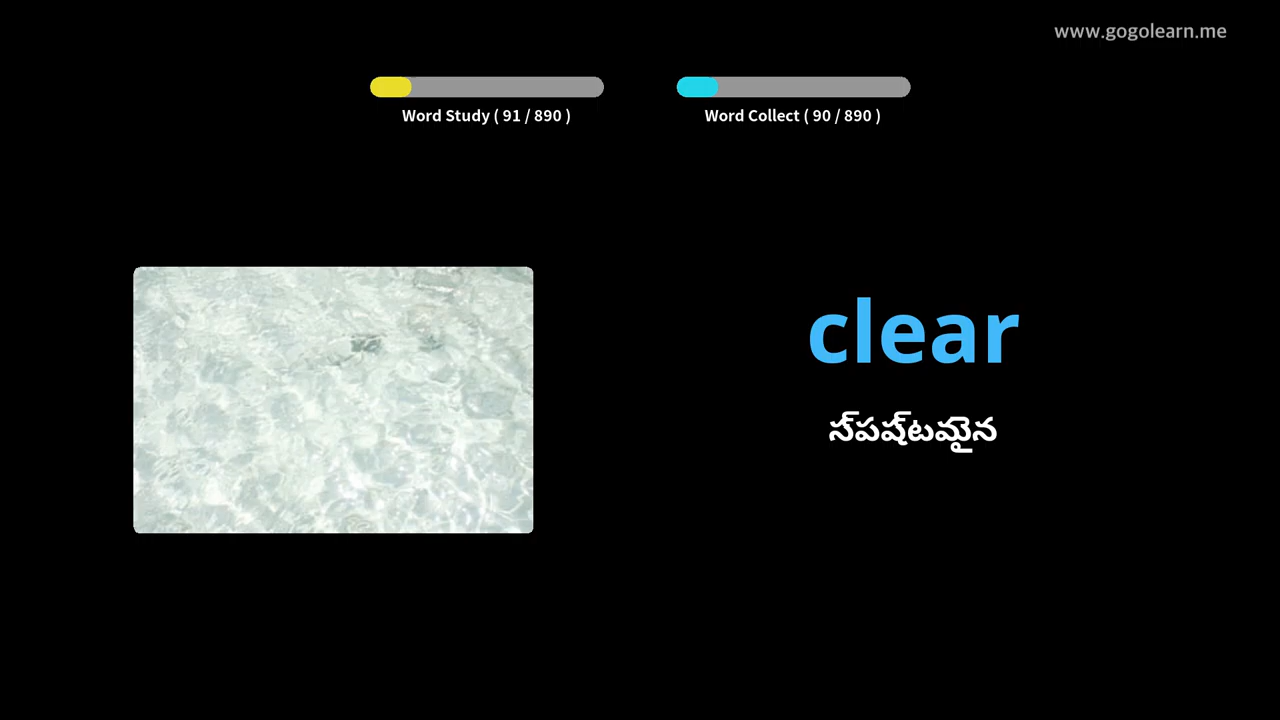 www.gogolearn.me
Word Study ( 91 / 890 )
Word Collect ( 90 / 890 )
clear
స్‌పష్‌టమైన